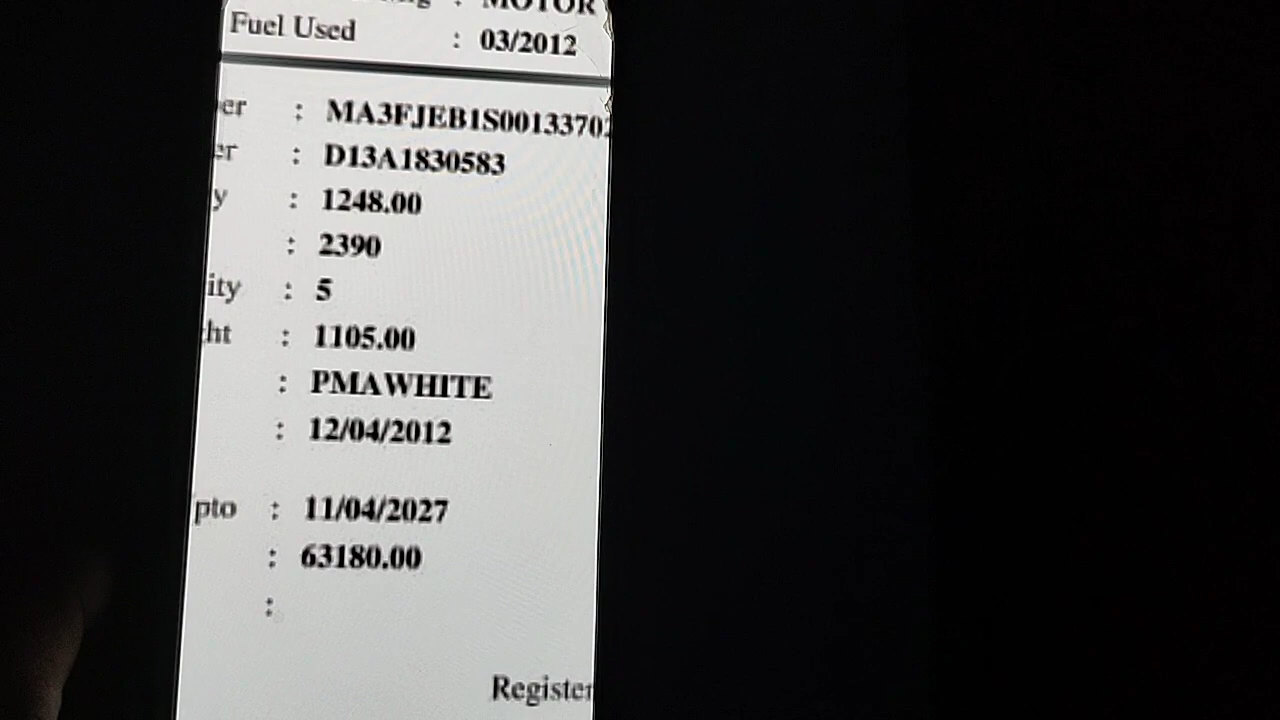 : MOTOR
Fuel Used : 03/2012
er : MA3FJEB1S0013370
er : D13A1830583
y : 1248.00
: 2390
ity : 5
ht : 1105.00
: PMAWHITE
: 12/04/2012
pto : 11/04/2027
: 63180.00
:
Register